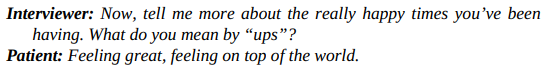 Interviewer: Now, tell me more about the really happy times you’ve been
having. What do you mean by “ups”?
Patient: Feeling great, feeling on top of the world.